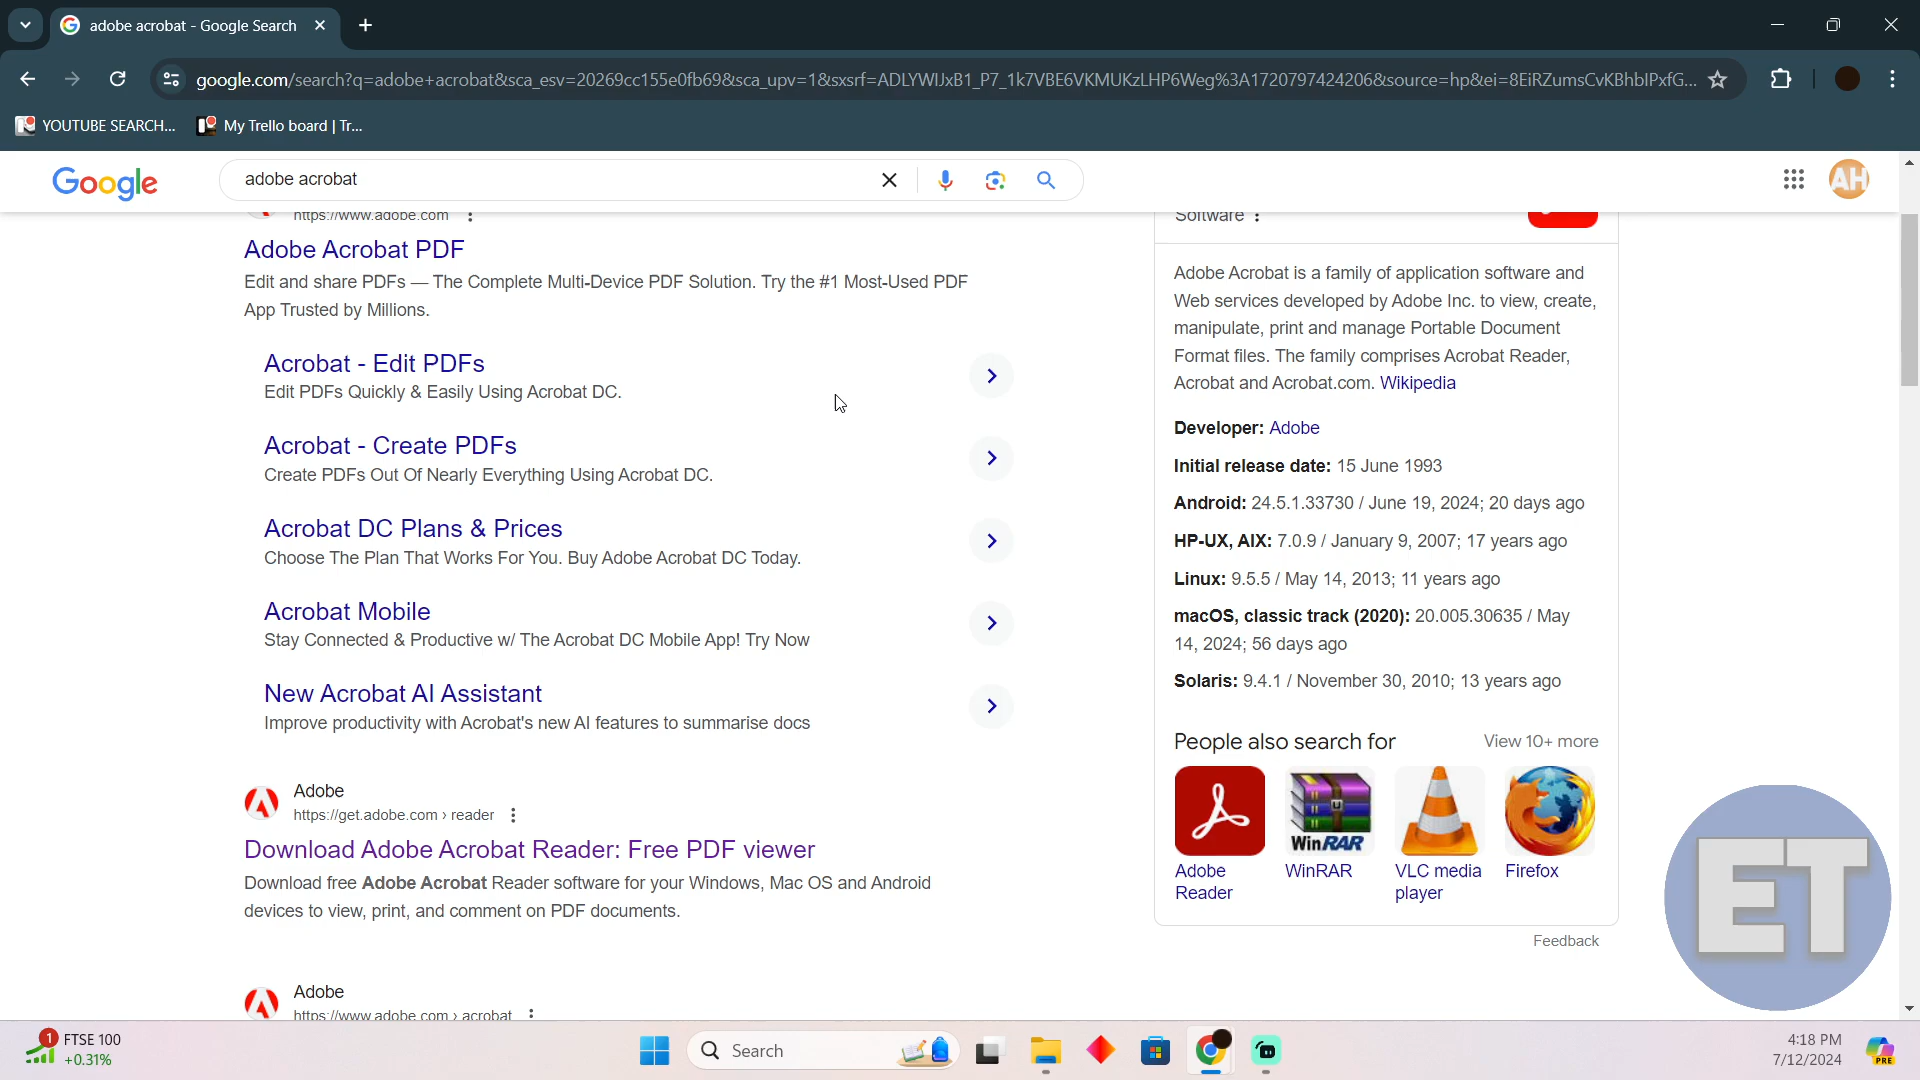 adobe acrobat - Google Search
google.com/search?q=adobe+acrobat&sca_esv=20269cc155e0fb69&sca_upv=1&sxsrf=ADLYWIJxB1_P7_1k7VBE6VKMUKzLHP6Weg%3A1720797424206&source=hp&ei=8EiRZumsCvKBhbIPxfG...
YOUTUBE SEARCH...
My Trello board | Tr...
Google
adobe acrobat
AH
https://www.adobe.com
Adobe Acrobat PDF
Edit and share PDFs — The Complete Multi-Device PDF Solution. Try the #1 Most-Used PDF
App Trusted by Millions.
Acrobat - Edit PDFs
Edit PDFs Quickly & Easily Using Acrobat DC.
Acrobat - Create PDFs
Create PDFs Out Of Nearly Everything Using Acrobat DC.
Acrobat DC Plans & Prices
Choose The Plan That Works For You. Buy Adobe Acrobat DC Today.
Acrobat Mobile
Stay Connected & Productive w/ The Acrobat DC Mobile App! Try Now
New Acrobat AI Assistant
Improve productivity with Acrobat's new AI features to summarise docs
Adobe
https://get.adobe.com › reader
Download Adobe Acrobat Reader: Free PDF viewer
Download free Adobe Acrobat Reader software for your Windows, Mac OS and Android
devices to view, print, and comment on PDF documents.
Adobe
https://www.adobe.com › acrobat
Software
Adobe Acrobat is a family of application software and
Web services developed by Adobe Inc. to view, create,
manipulate, print and manage Portable Document
Format files. The family comprises Acrobat Reader,
Acrobat and Acrobat.com. Wikipedia
Developer: Adobe
Initial release date: 15 June 1993
Android: 24.5.1.33730 / June 19, 2024; 20 days ago
HP-UX, AIX: 7.0.9 / January 9, 2007; 17 years ago
Linux: 9.5.5 / May 14, 2013; 11 years ago
macOS, classic track (2020): 20.005.30635 / May
14, 2024; 56 days ago
Solaris: 9.4.1 / November 30, 2010; 13 years ago
People also search for
View 10+ more
WinRAR
Adobe
Reader
WinRAR
VLC media
player
Firefox
Feedback
ET
1
FTSE 100
+0.31%
Search
4:18 PM
7/12/2024
PRE